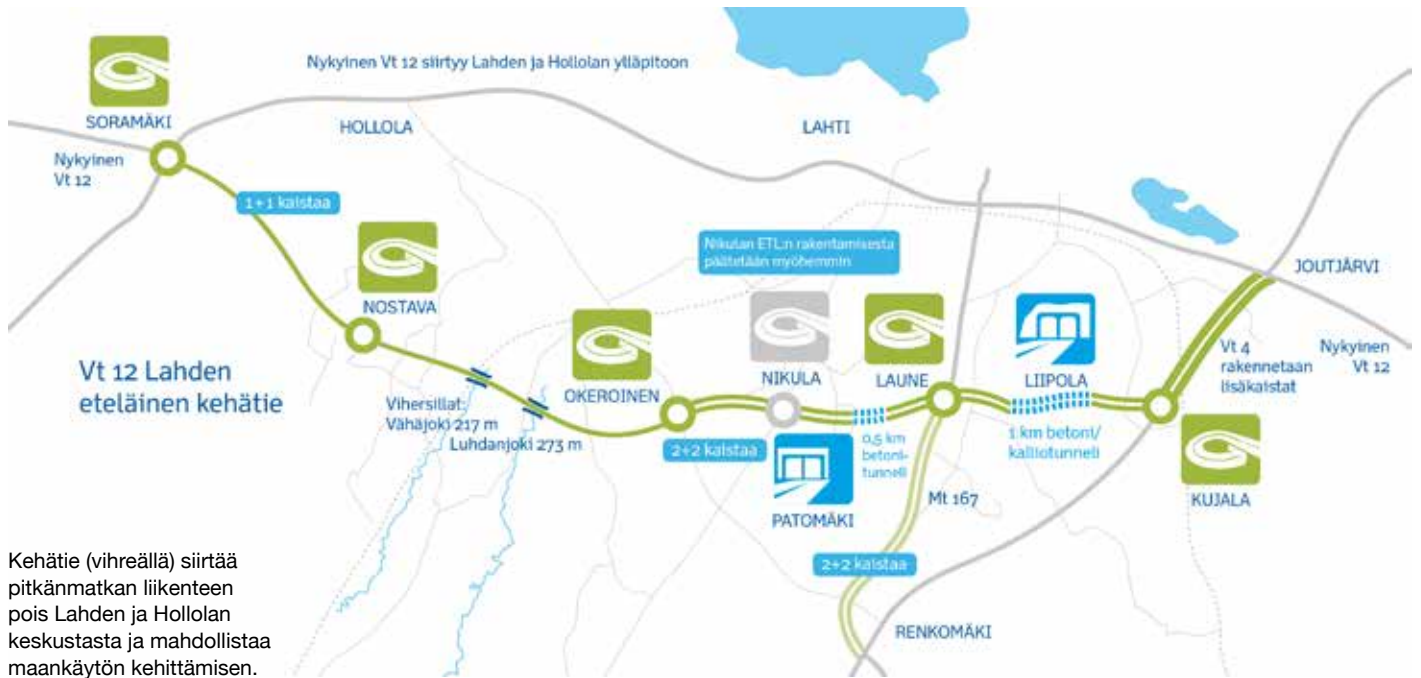 Nykyinen Vt 12 siirtyy Lahden ja Hollolan ylläpitoon
SORAMÄKI
HOLLOLA
LAHTI
Nykyinen
Vt 12
1+1 kaistaa
Nikulan ETL:n rakentamisesta
päätetään myöhemmin
JOUTJÄRVI
NOSTAVA
Vt 12 Lahden
eteläinen kehätie
OKEROINEN
NIKULA
LAUNE
LIIPOLA
Vt 4
rakennetaan
lisäkaistat
Nykyinen
Vt 12
Vihersillat:
Vähäjoki 217 m
Luhdanjoki 273 m
2+2 kaistaa
0,5 km
betoni-
tunneli
1 km betoni/
kalliotunneli
PATOMÄKI
Mt 167
KUJALA
2+2 kaistaa
RENKOMÄKI
Kehätie (vihreällä) siirtää
pitkänmatkan liikenteen
pois Lahden ja Hollolan
keskustasta ja mahdollistaa
maankäytön kehittämisen.